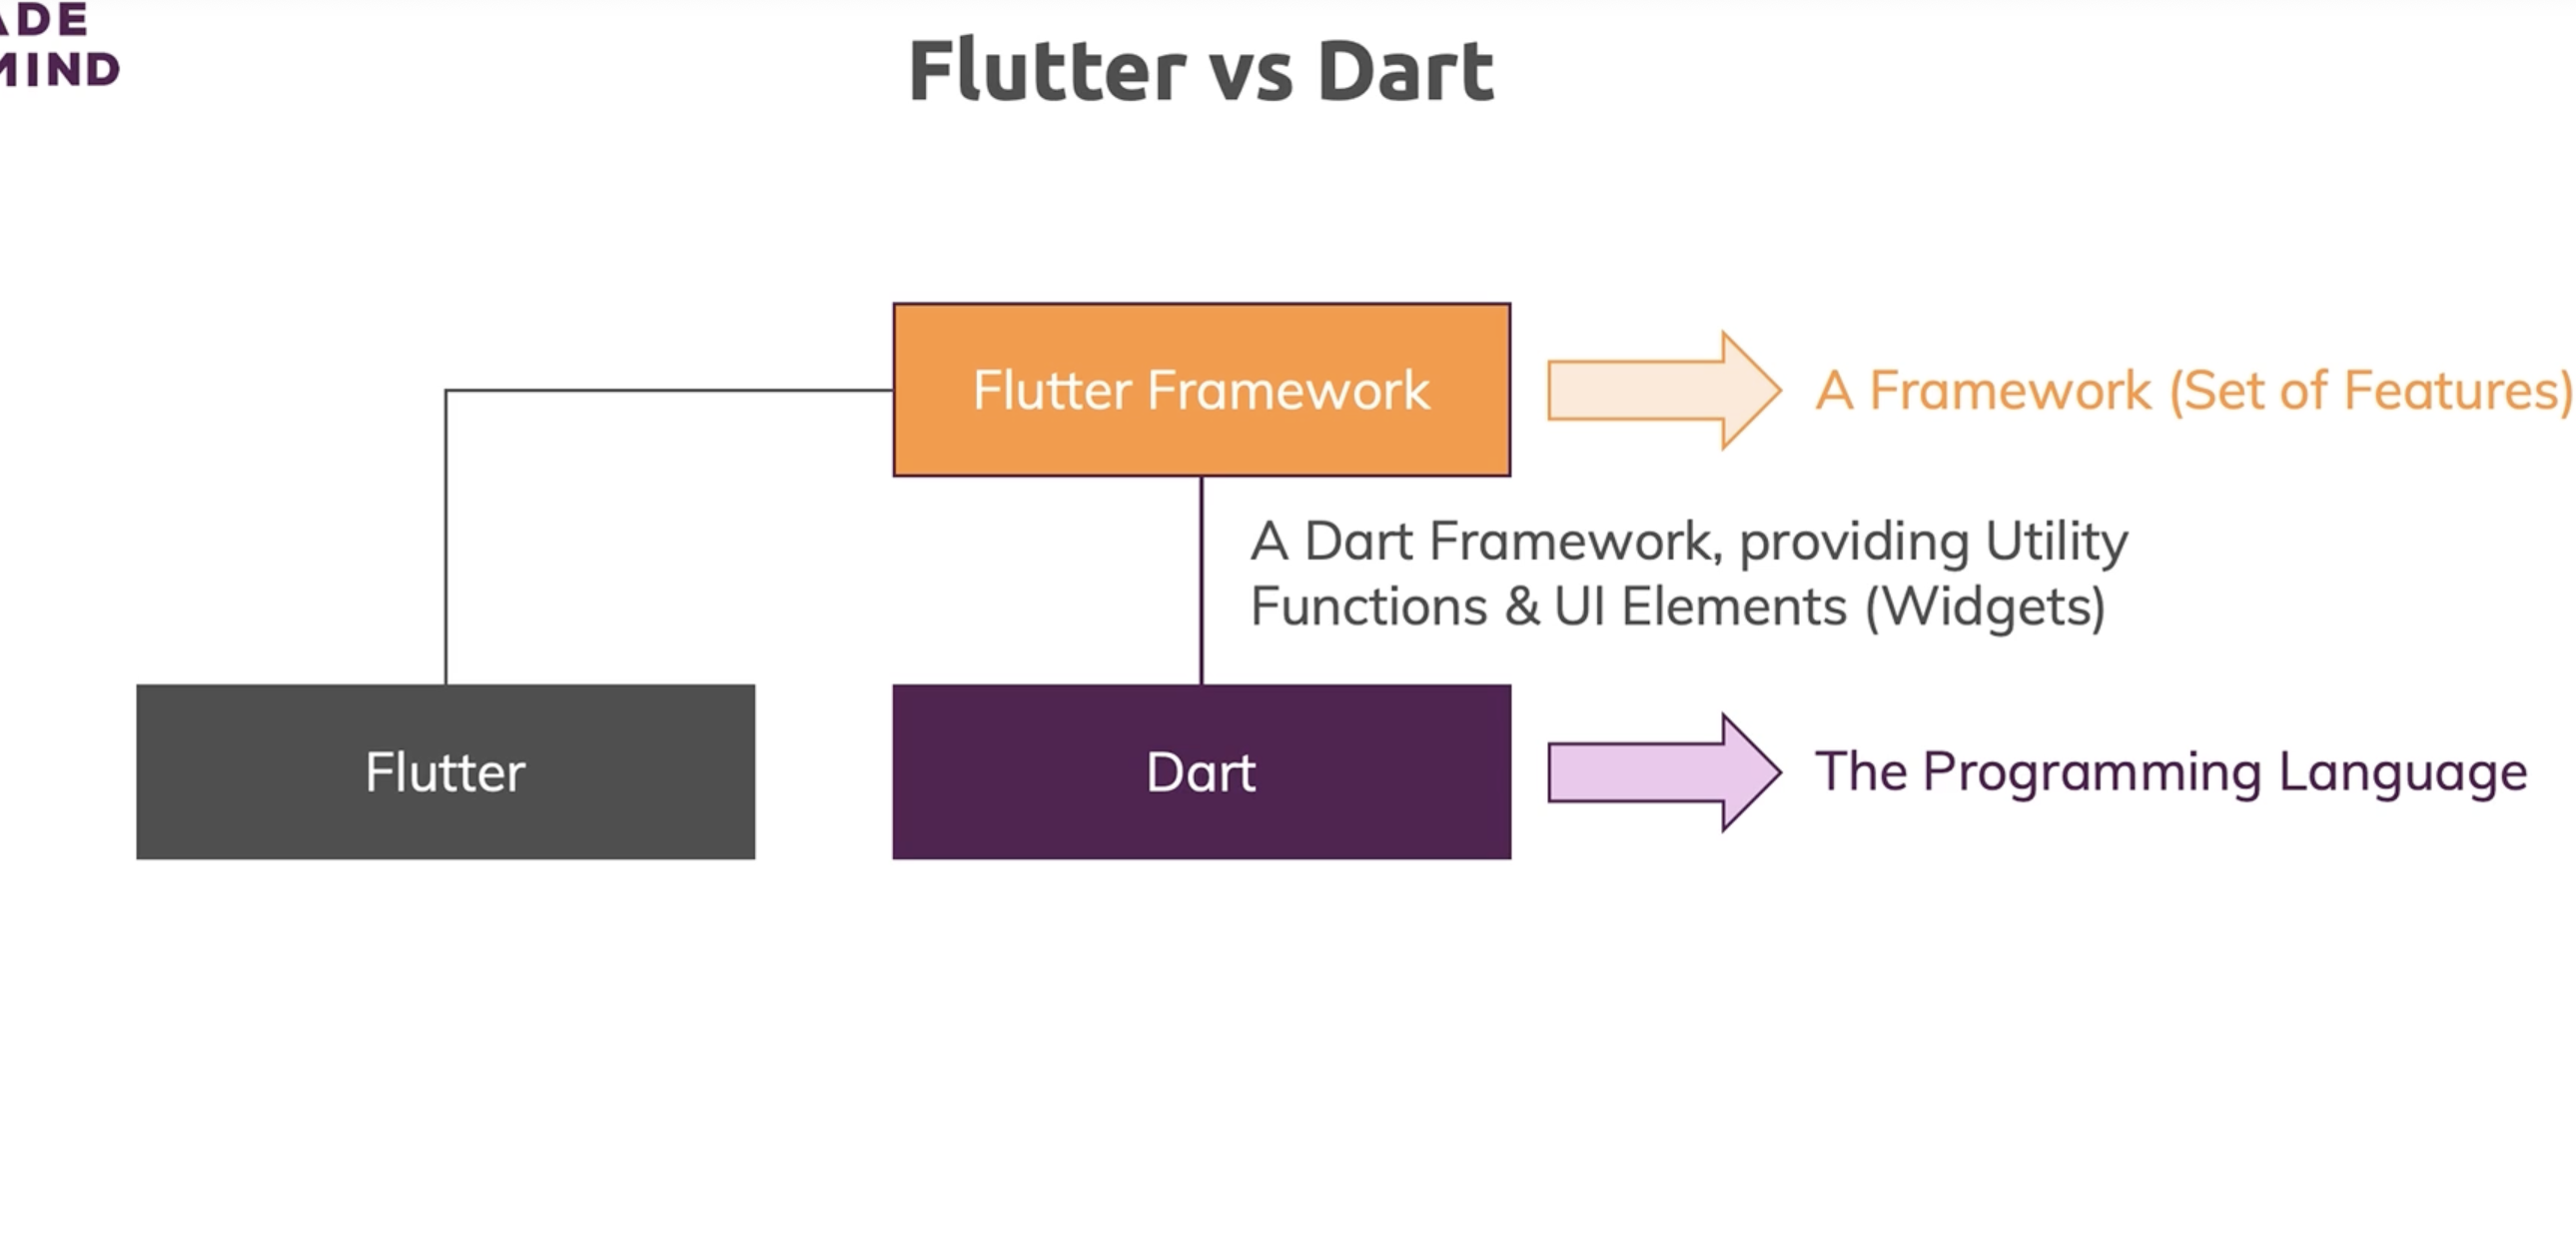 ADE
MIND
Flutter vs Dart
Flutter Framework
A Framework (Set of Features)
A Dart Framework, providing Utility
Functions & UI Elements (Widgets)
Flutter
Dart
The Programming Language